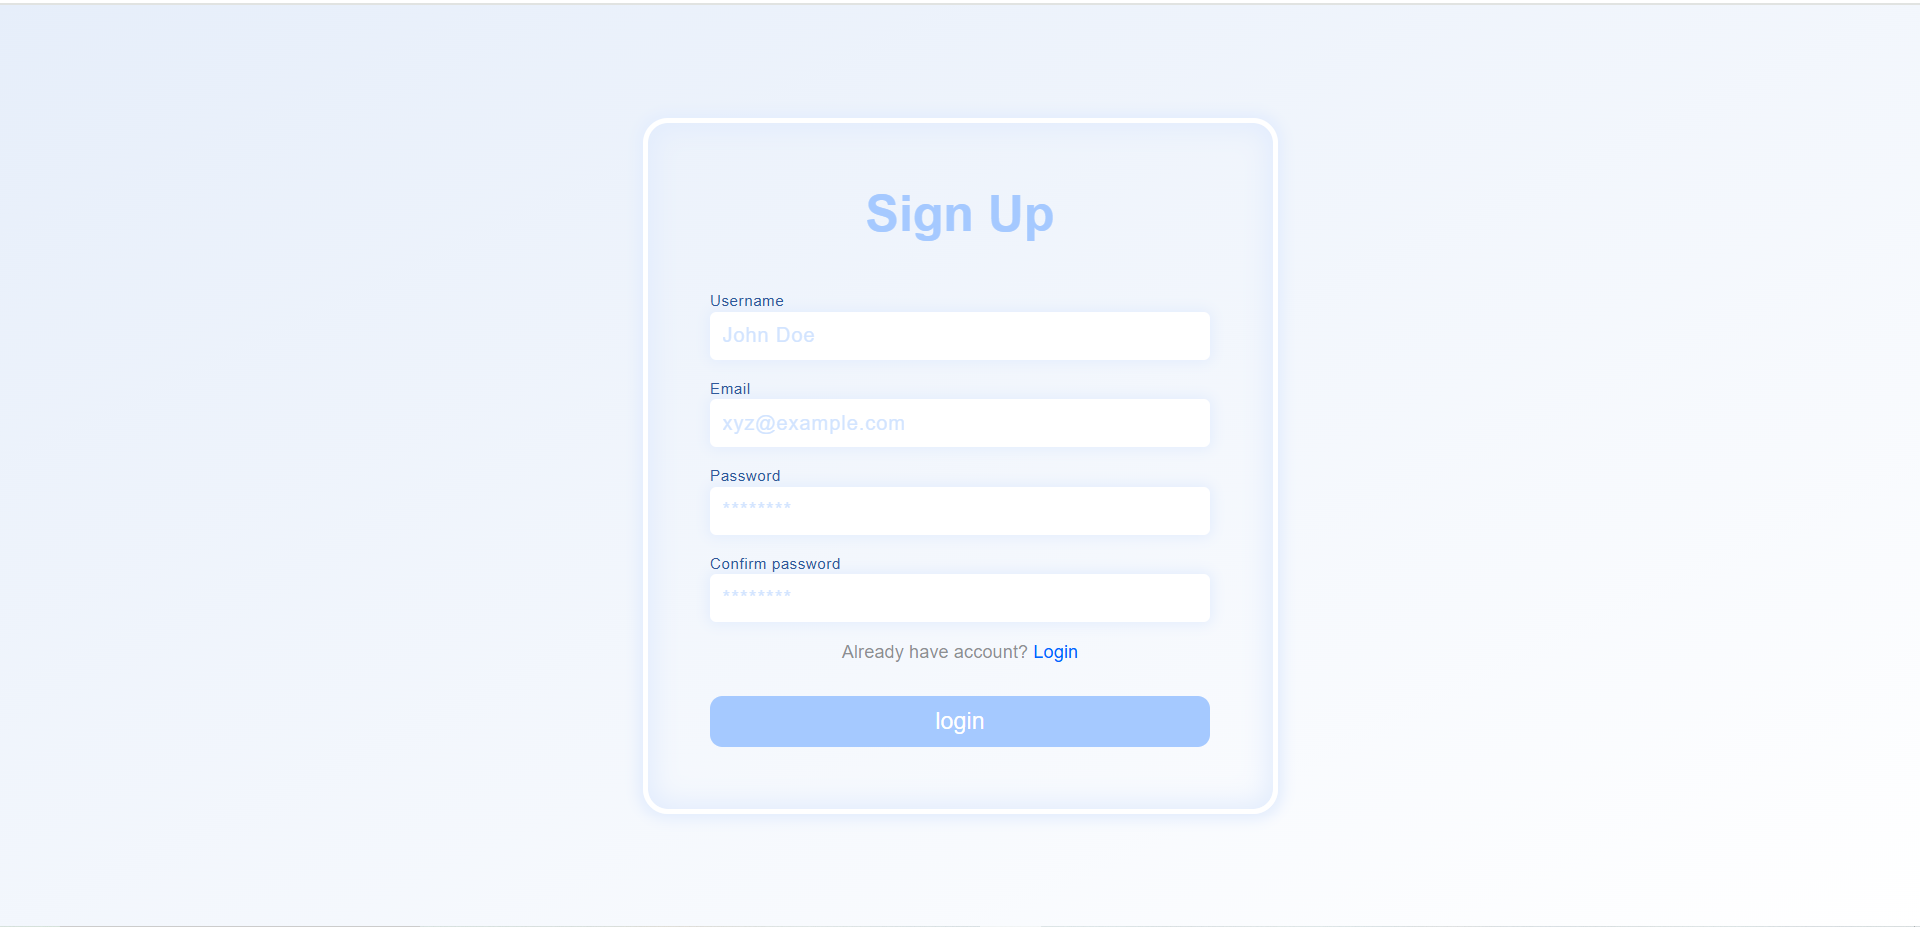 Sign Up
Username
John Doe
Email
xyz@example.com
Password
********
Confirm password
********
Already have account? Login
login